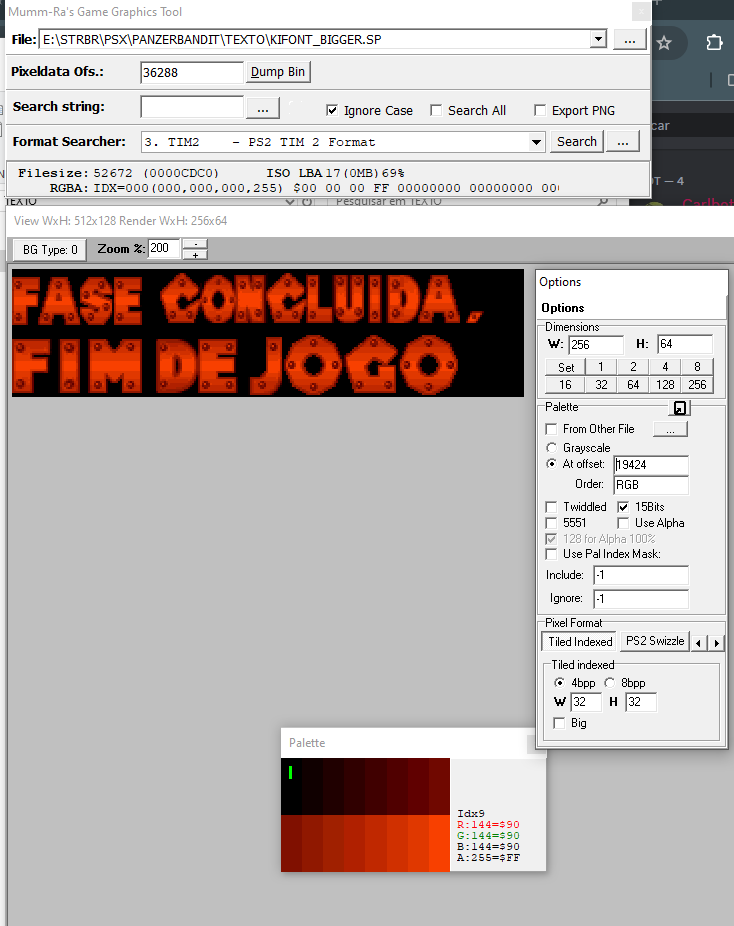 Mumm-Ra's Game Graphics Tool
File: E:\STRBR\PSX\PANZERBANDIT\TEXTO\KIFONT_BIGGER.SP ...
Pixeldata Ofs.: 36288 Dump Bin
Search string: ... Ignore Case Search All Export PNG
Format Searcher: 3. TIM2 - PS2 TIM 2 Format Search ...
Filesize: 52672 (0000CDC0) ISO LBA 17(0MB)69%
RGBA: IDX=000(000,000,000,255) $00 00 00 FF 00000000 00000000 00
car
TEXTO Pesquisar em TEXTO
OT — 4
View WxH: 512x128 Render WxH: 256x64
BG Type: 0 Zoom %: 200 - +
FASE CONCLUIDA.
FIM DE JOGO
Options
Options
Dimensions
W: 256 H: 64
Set 1 2 4 8
16 32 64 128 256
Palette
From Other File ...
Grayscale
At offset: 19424
Order: RGB
Twiddled 15Bits
5551 Use Alpha
128 for Alpha 100%
Use Pal Index Mask:
Include: -1
Ignore: -1
Pixel Format
Tiled Indexed PS2 Swizzle
Tiled indexed
4bpp 8bpp
W 32 H 32
Big
Palette
Idx9
R:144=$90
G:144=$90
B:144=$90
A:255=$FF